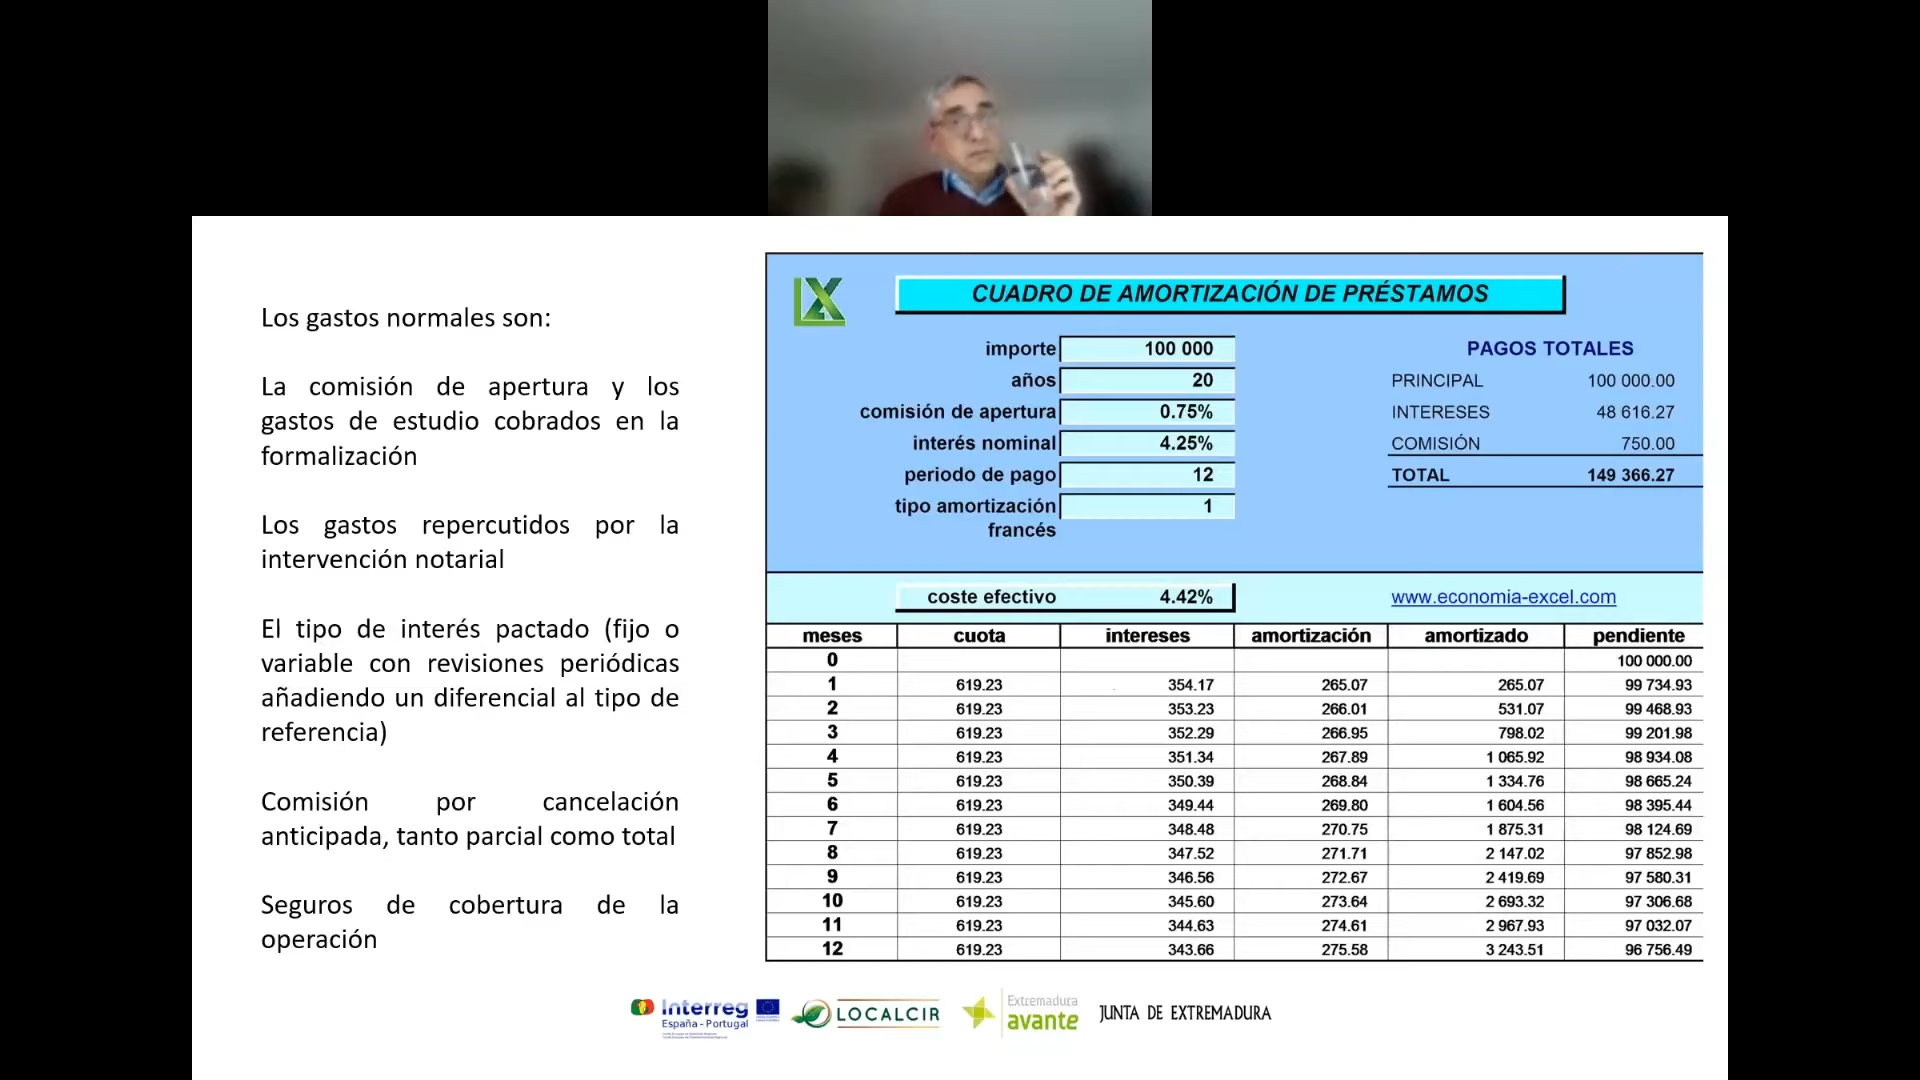 Los gastos normales son:
La comisión de apertura y los
gastos de estudio cobrados en la
formalización
Los gastos repercutidos por la
intervención notarial
El tipo de interés pactado (fijo o
variable con revisiones periódicas
añadiendo un diferencial al tipo de
referencia)
Comisión por cancelación
anticipada, tanto parcial como total
Seguros de cobertura de la
operación
CUADRO DE AMORTIZACIÓN DE PRÉSTAMOS
importe 100 000
años 20
comisión de apertura 0.75%
interés nominal 4.25%
periodo de pago 12
tipo amortización 1
francés
PAGOS TOTALES
PRINCIPAL 100 000.00
INTERESES 48 616.27
COMISIÓN 750.00
TOTAL 149 366.27
coste efectivo 4.42% www.economia-excel.com
meses cuota intereses amortización amortizado pendiente
0 100 000.00
1 619.23 354.17 265.07 265.07 99 734.93
2 619.23 353.23 266.01 531.07 99 468.93
3 619.23 352.29 266.95 798.02 99 201.98
4 619.23 351.34 267.89 1 065.92 98 934.08
5 619.23 350.39 268.84 1 334.76 98 665.24
6 619.23 349.44 269.80 1 604.56 98 395.44
7 619.23 348.48 270.75 1 875.31 98 124.69
8 619.23 347.52 271.71 2 147.02 97 852.98
9 619.23 346.56 272.67 2 419.69 97 580.31
10 619.23 345.60 273.64 2 693.32 97 306.68
11 619.23 344.63 274.61 2 967.93 97 032.07
12 619.23 343.66 275.58 3 243.51 96 756.49
Interreg
España - Portugal
LOCALCIR
Extremadura
avante
JUNTA DE EXTREMADURA